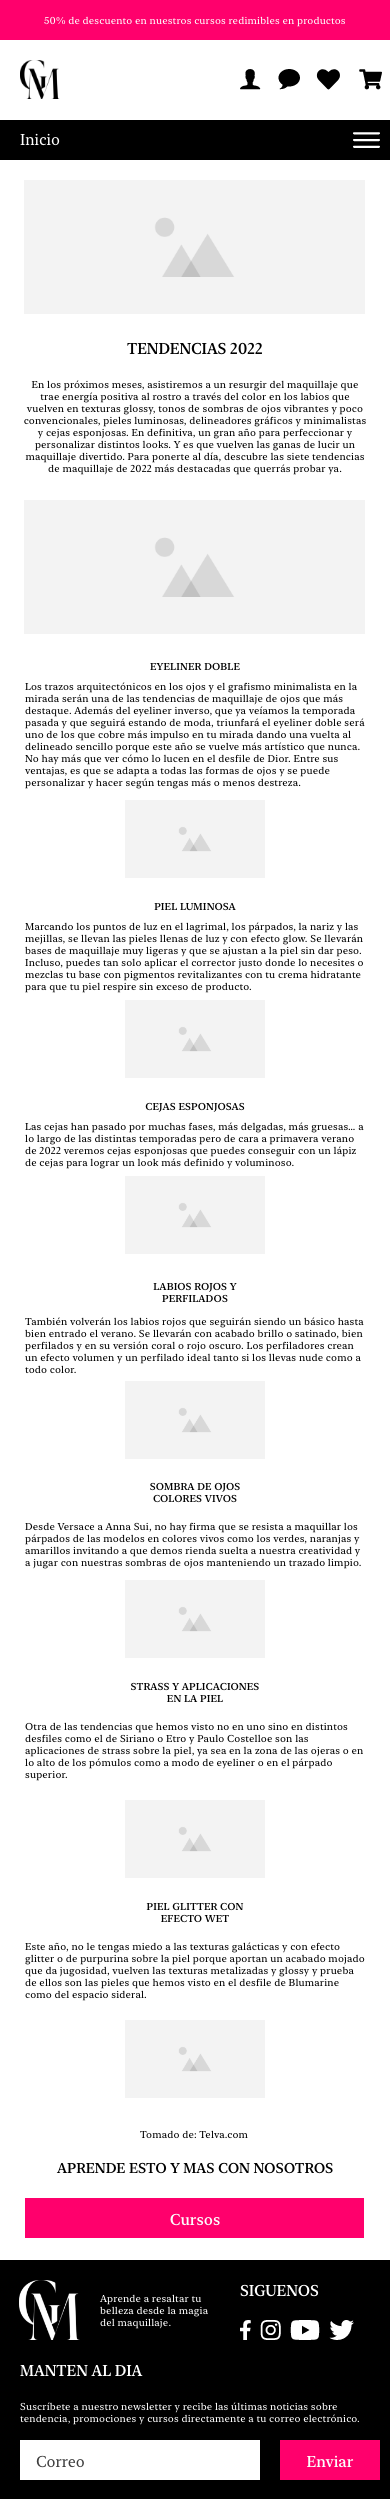 50% de descuento en nuestros cursos redimibles en productos
GM
Inicio
TENDENCIAS 2022
En los próximos meses, asistiremos a un resurgir del maquillaje que
trae energía positiva al rostro a través del color en los labios que
vuelven en texturas glossy, tonos de sombras de ojos vibrantes y poco
convencionales, pieles luminosas, delineadores gráficos y minimalistas
y cejas esponjosas. En definitiva, un gran año para perfeccionar y
personalizar distintos looks. Y es que vuelven las ganas de lucir un
maquillaje divertido. Para ponerte al día, descubre las siete tendencias
de maquillaje de 2022 más destacadas que querrás probar ya.
EYELINER DOBLE
Los trazos arquitectónicos en los ojos y el grafismo minimalista en la
mirada serán una de las tendencias de maquillaje de ojos que más
destaque. Además del eyeliner inverso, que ya veíamos la temporada
pasada y que seguirá estando de moda, triunfará el eyeliner doble será
uno de los que cobre más impulso en tu mirada dando una vuelta al
delineado sencillo porque este año se vuelve más artístico que nunca.
No hay más que ver cómo lo lucen en el desfile de Dior. Entre sus
ventajas, es que se adapta a todas las formas de ojos y se puede
personalizar y hacer según tengas más o menos destreza.
PIEL LUMINOSA
Marcando los puntos de luz en el lagrimal, los párpados, la nariz y las
mejillas, se llevan las pieles llenas de luz y con efecto glow. Se llevarán
bases de maquillaje muy ligeras y que se ajustan a la piel sin dar peso.
Incluso, puedes tan solo aplicar el corrector justo donde lo necesites o
mezclas tu base con pigmentos revitalizantes con tu crema hidratante
para que tu piel respire sin exceso de producto.
CEJAS ESPONJOSAS
Las cejas han pasado por muchas fases, más delgadas, más gruesas... a
lo largo de las distintas temporadas pero de cara a primavera verano
de 2022 veremos cejas esponjosas que puedes conseguir con un lápiz
de cejas para lograr un look más definido y voluminoso.
LABIOS ROJOS Y
PERFILADOS
También volverán los labios rojos que seguirán siendo un básico hasta
bien entrado el verano. Se llevarán con acabado brillo o satinado, bien
perfilados y en su versión coral o rojo oscuro. Los perfiladores crean
un efecto volumen y un perfilado ideal tanto si los llevas nude como a
todo color.
SOMBRA DE OJOS
COLORES VIVOS
Desde Versace a Anna Sui, no hay firma que se resista a maquillar los
párpados de las modelos en colores vivos como los verdes, naranjas y
amarillos invitando a que demos rienda suelta a nuestra creatividad y
a jugar con nuestras sombras de ojos manteniendo un trazado limpio.
STRASS Y APLICACIONES
EN LA PIEL
Otra de las tendencias que hemos visto no en uno sino en distintos
desfiles como el de Siriano o Etro y Paulo Costelloe son las
aplicaciones de strass sobre la piel, ya sea en la zona de las ojeras o en
lo alto de los pómulos como a modo de eyeliner o en el párpado
superior.
PIEL GLITTER CON
EFECTO WET
Este año, no le tengas miedo a las texturas galácticas y con efecto
glitter o de purpurina sobre la piel porque aportan un acabado mojado
que da jugosidad, vuelven las texturas metalizadas y glossy y prueba
de ellos son las pieles que hemos visto en el desfile de Blumarine
como del espacio sideral.
Tomado de: Telva.com
APRENDE ESTO Y MAS CON NOSOTROS
Cursos
GM
Aprende a resaltar tu
belleza desde la magia
del maquillaje.
SIGUENOS
MANTEN AL DIA
Suscríbete a nuestro newsletter y recibe las últimas noticias sobre
tendencia, promociones y cursos directamente a tu correo electrónico.
Correo
Enviar